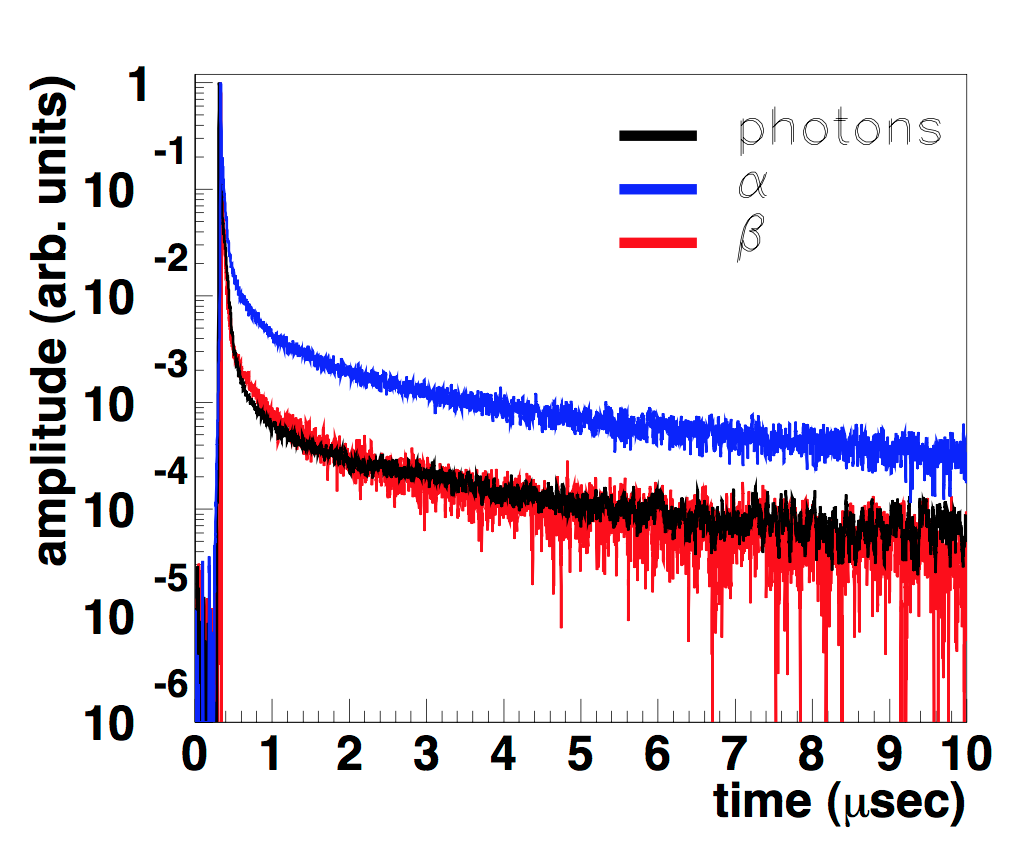 amplitude (arb. units)
1
10-1
10-2
10-3
10-4
10-5
10-6
photons
α
β
0 1 2 3 4 5 6 7 8 9 10
time (μsec)